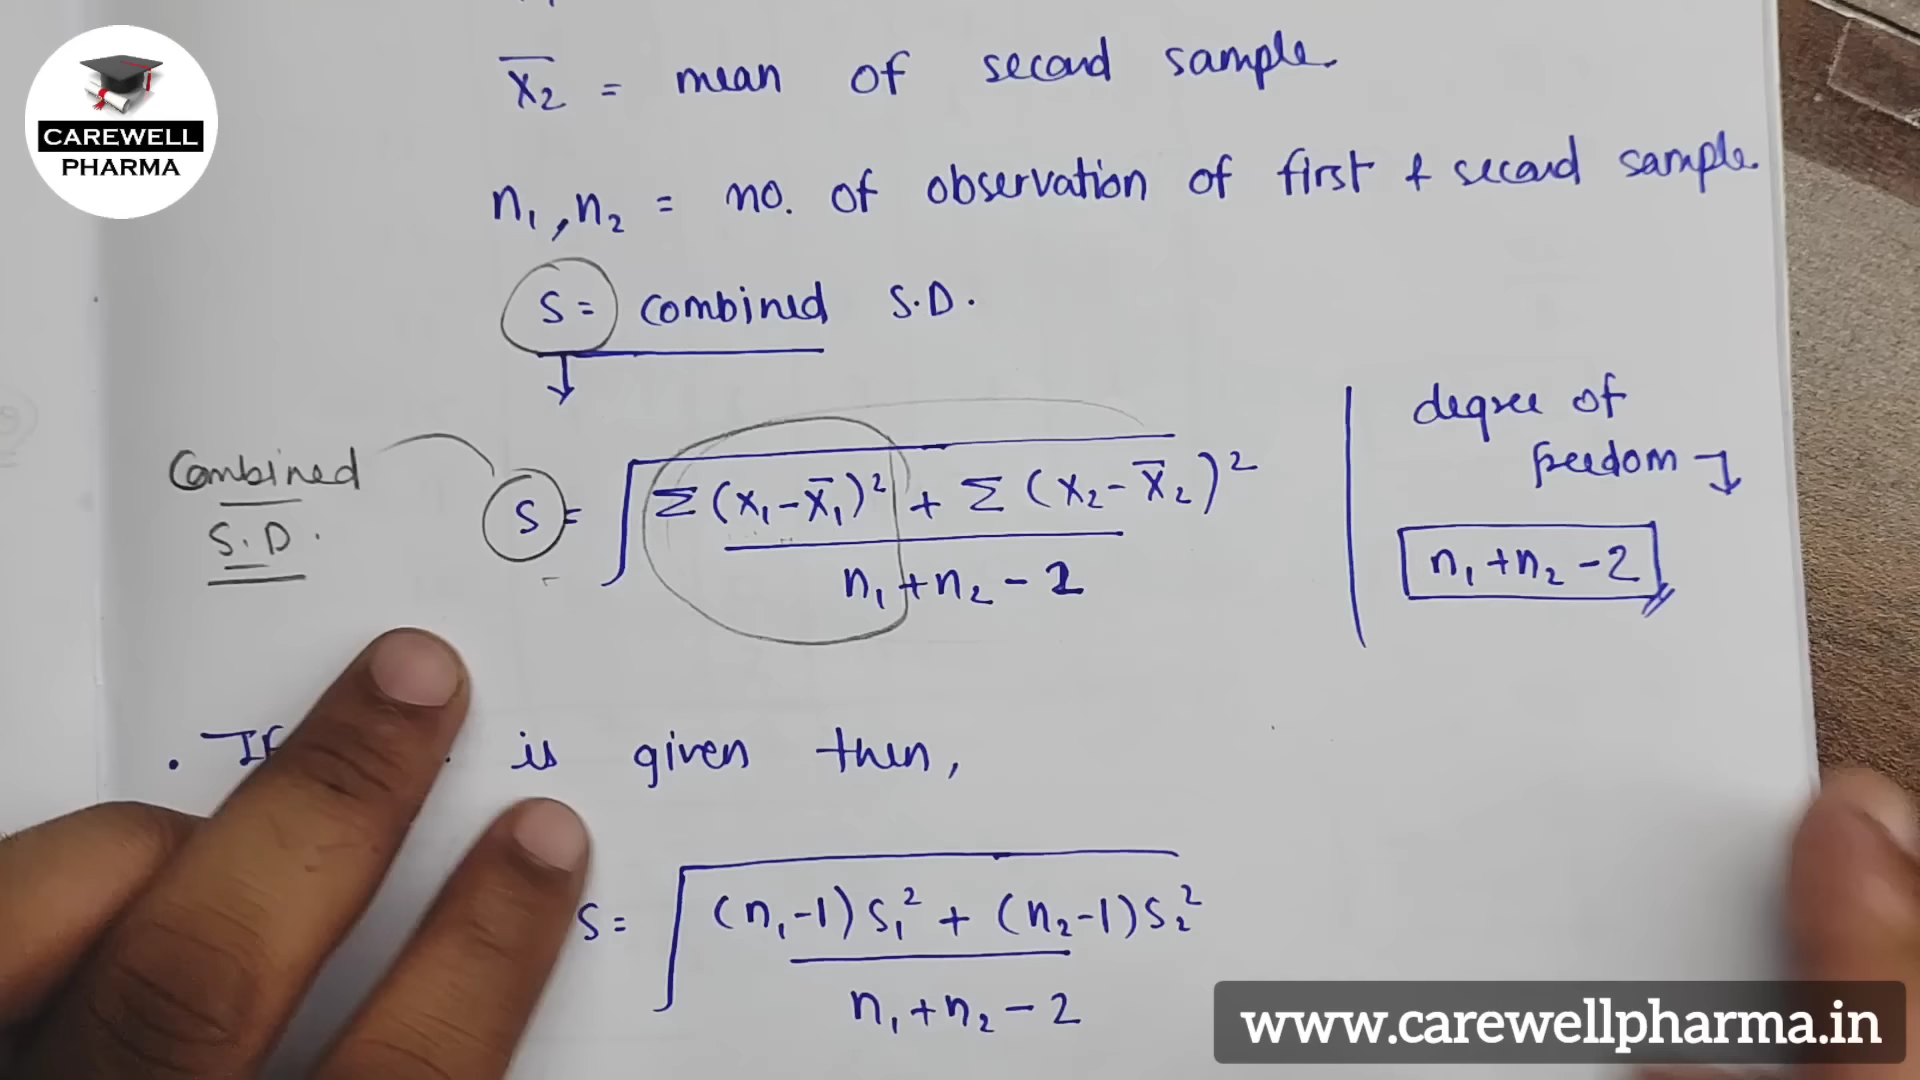 CAREWELL
PHARMA
x̄₂ = mean of second sample.
n₁, n₂ = no. of observation of first & second sample
S = combined S.D.
Combined
S.D.
S = √ Σ(x₁-x̄₁)² + Σ(x₂-x̄₂)²
n₁+n₂-2
degree of
freedom
n₁+n₂-2
. If is given then,
S = √ (n₁-1)S₁² + (n₂-1)S₂²
n₁+n₂-2
www.carewellpharma.in